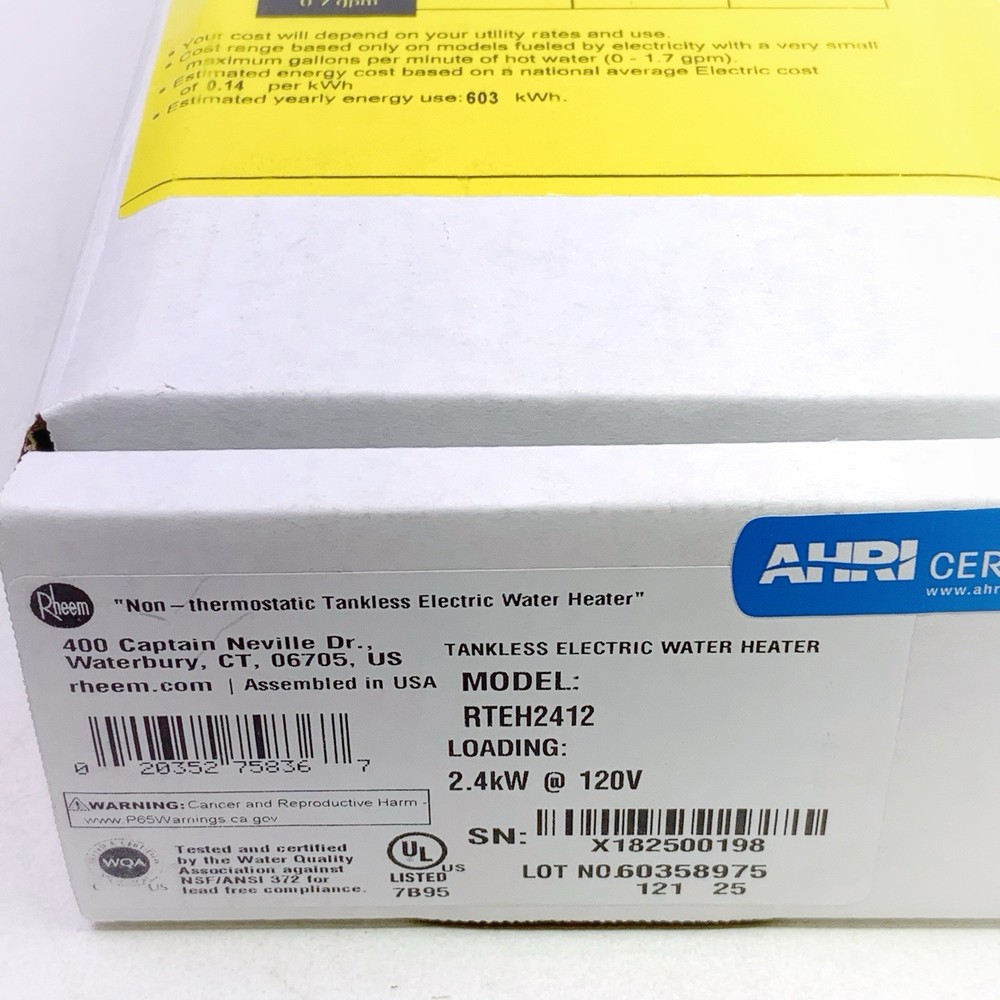 0.7 gpm
• Your cost will depend on your utility rates and use.
• Cost range based only on models fueled by electricity with a very small
maximum gallons per minute of hot water (0 - 1.7 gpm).
• Estimated energy cost based on a national average Electric cost
of 0.14 per kWh
• Estimated yearly energy use: 603 kWh.
AHRI CER
www.ahr
Rheem
"Non-thermostatic Tankless Electric Water Heater"
400 Captain Neville Dr.,
Waterbury, CT, 06705, US
rheem.com | Assembled in USA
0 20352 75836 7
⚠WARNING: Cancer and Reproductive Harm -
www.P65Warnings.ca.gov
WQA
US
Tested and certified
by the Water Quality
Association against
NSF/ANSI 372 for
lead free compliance.
UL
LISTED US
7B95
TANKLESS ELECTRIC WATER HEATER
MODEL:
RTEH2412
LOADING:
2.4kW @ 120V
SN:
X182500198
LOT NO.60358975
121 25